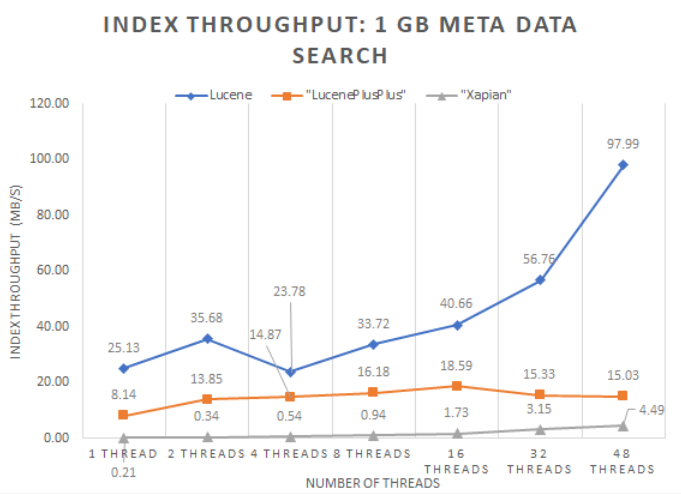 INDEX THROUGHPUT: 1 GB META DATA
SEARCH
Lucene "LucenePlusPlus" "Xapian"
120.00
100.00
80.00
60.00
40.00
20.00
0.00
INDEX THROUGHPUT (MB/S)
25.13 35.68 23.78 33.72 40.66 56.76 97.99
8.14 13.85 14.87 16.18 18.59 15.33 15.03
0.21 0.34 0.54 0.94 1.73 3.15 4.49
1 THREAD 2 THREADS 4 THREADS 8 THREADS 16 THREADS 32 THREADS 48 THREADS
NUMBER OF THREADS